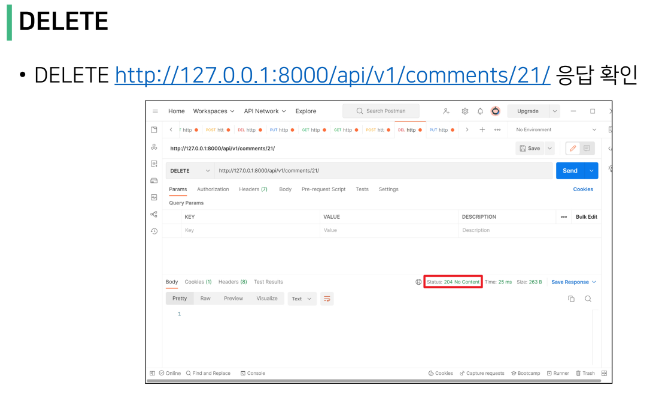 DELETE
• DELETE http://127.0.0.1:8000/api/v1/comments/21/ 응답 확인
Home Workspaces API Network Explore Search Postman Upgrade
No Environment
http://127.0.0.1:8000/api/v1/comments/21/ Save
DELETE http://127.0.0.1:8000/api/v1/comments/21/ Send
Params Authorization Headers (7) Body Pre-request Script Tests Settings Cookies
Query Params
KEY VALUE DESCRIPTION Bulk Edit
Key Value Description
Body Cookies (1) Headers (8) Test Results Status: 204 No Content Time: 25 ms Size: 263 B Save Response
Pretty Raw Preview Visualize Text
1
Online Find and Replace Console Cookies Capture requests Bootcamp Runner Trash